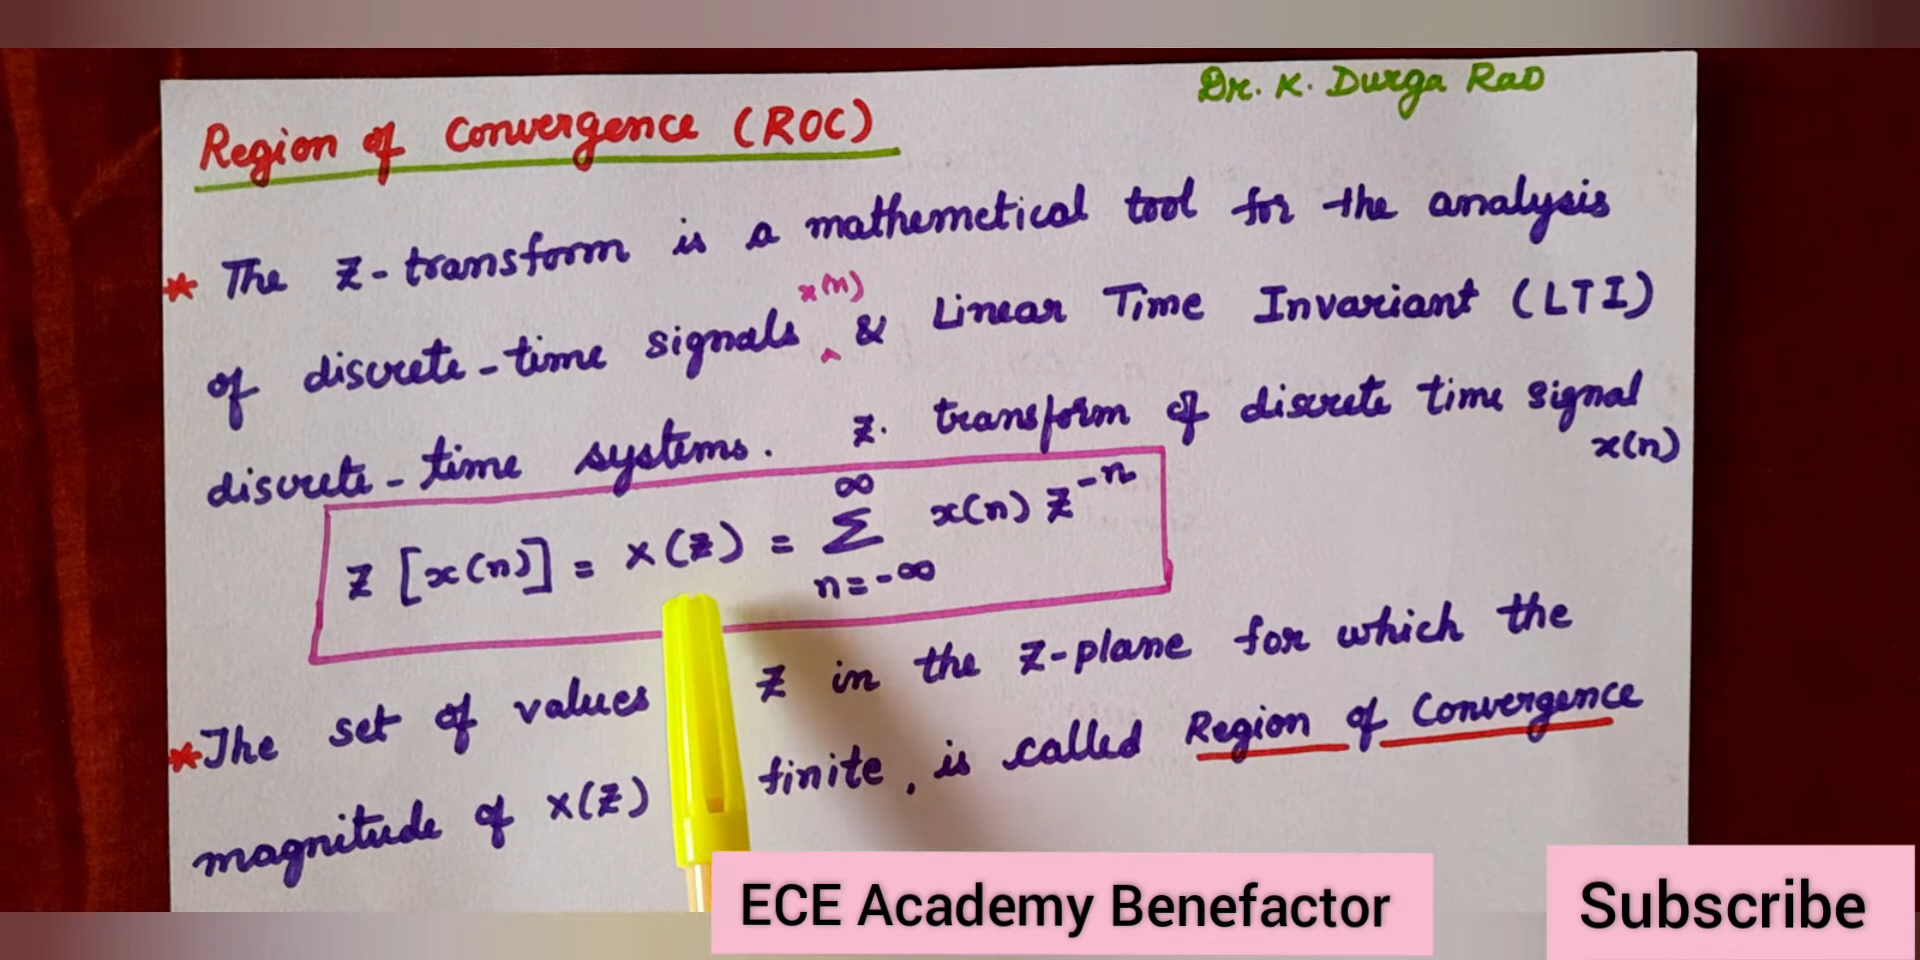 Dr. K. Durga Rao
Region of Convergence (ROC)
* The Z-transform is a mathemetical tool for the analysis
x(n)
of discrete-time signals ^ & Linear Time Invariant (LTI)
discrete-time systems. Z. transform of discrete time signal
x(n)
Z [x(n)] = X(Z) = ∞ Σ n=-∞ x(n) Z^-n
* The set of values Z in the Z-plane for which the
magnitude of X(Z) finite, is called Region of Convergence
ECE Academy Benefactor
Subscribe